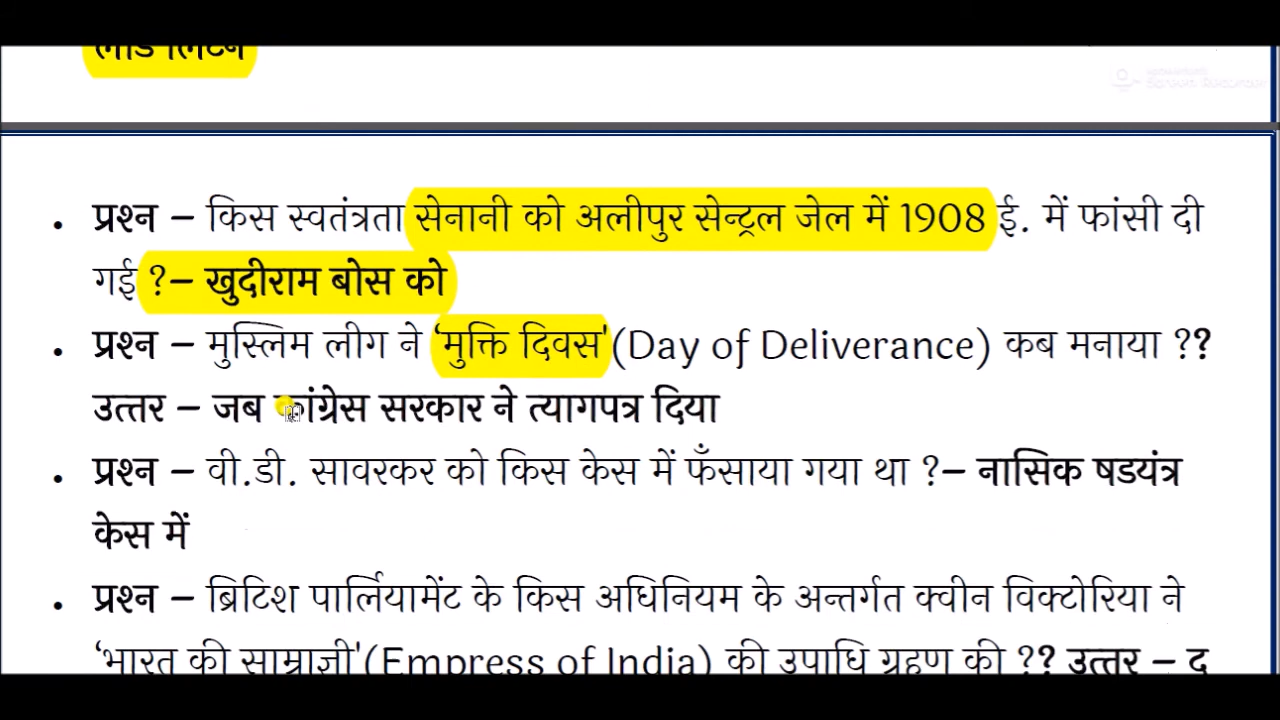 लॉर्ड लिटन
• प्रश्न – किस स्वतंत्रता सेनानी को अलीपुर सेन्ट्रल जेल में 1908 ई. में फांसी दी
गई ?– खुदीराम बोस को
• प्रश्न – मुस्लिम लीग ने ‘मुक्ति दिवस'(Day of Deliverance) कब मनाया ??
उत्तर – जब कांग्रेस सरकार ने त्यागपत्र दिया
• प्रश्न – वी.डी. सावरकर को किस केस में फँसाया गया था ?– नासिक षडयंत्र
केस में
• प्रश्न – ब्रिटिश पार्लियामेंट के किस अधिनियम के अन्तर्गत क्वीन विक्टोरिया ने
‘भारत की साम्राज्ञी'(Empress of India) की उपाधि ग्रहण की ?? उत्तर – द